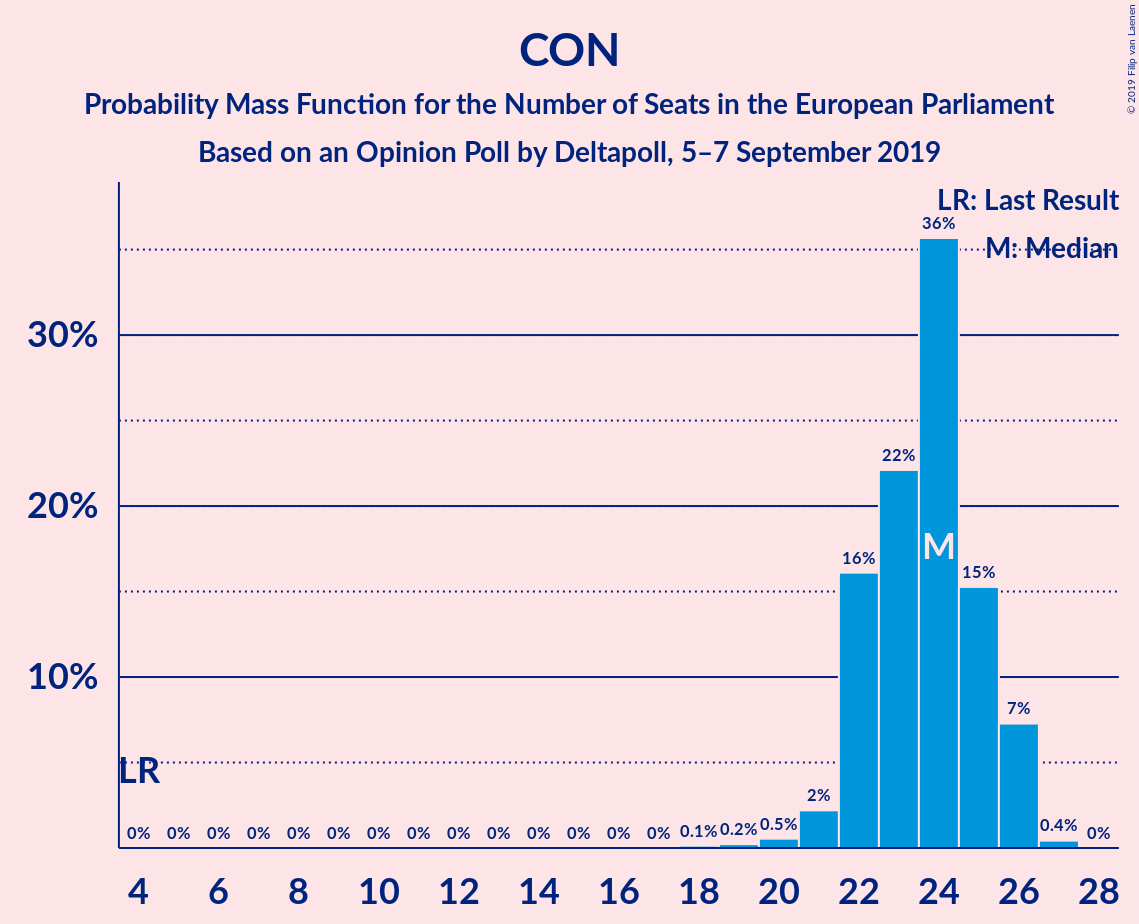 CON
Probability Mass Function for the Number of Seats in the European Parliament
Based on an Opinion Poll by Deltapoll, 5–7 September 2019
© 2019 Filip van Laenen
LR: Last Result
M: Median
36%
30%
22%
20%
M
16%
15%
10%
7%
LR
2%
0% 0% 0% 0% 0% 0% 0% 0% 0% 0% 0% 0% 0% 0% 0.1% 0.2% 0.5% 0.4% 0%
4 6 8 10 12 14 16 18 20 22 24 26 28